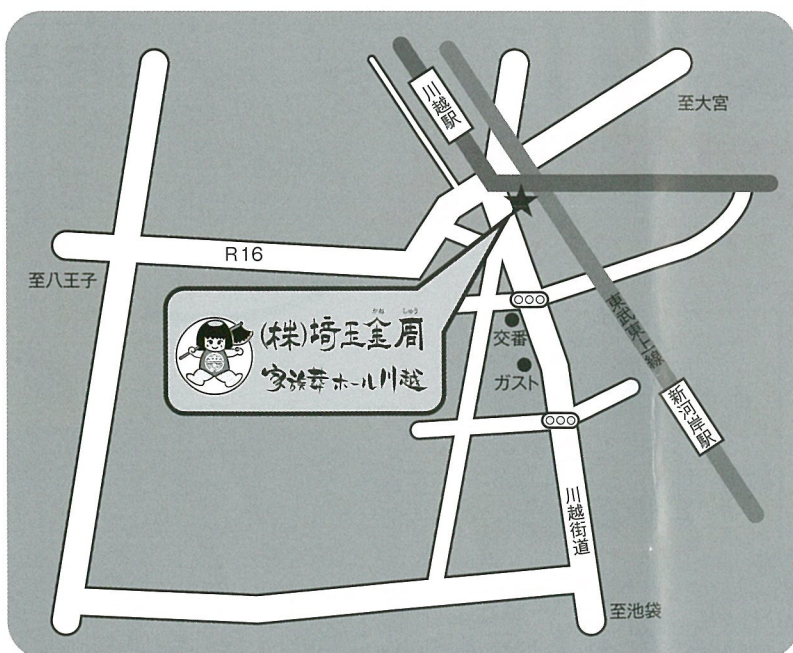 川越駅
至大宮
R16
至八王子
東武東上線
かね しゅう
(株)埼玉金周
家族葬ホール川越
交番
ガスト
新河岸駅
川越街道
至池袋